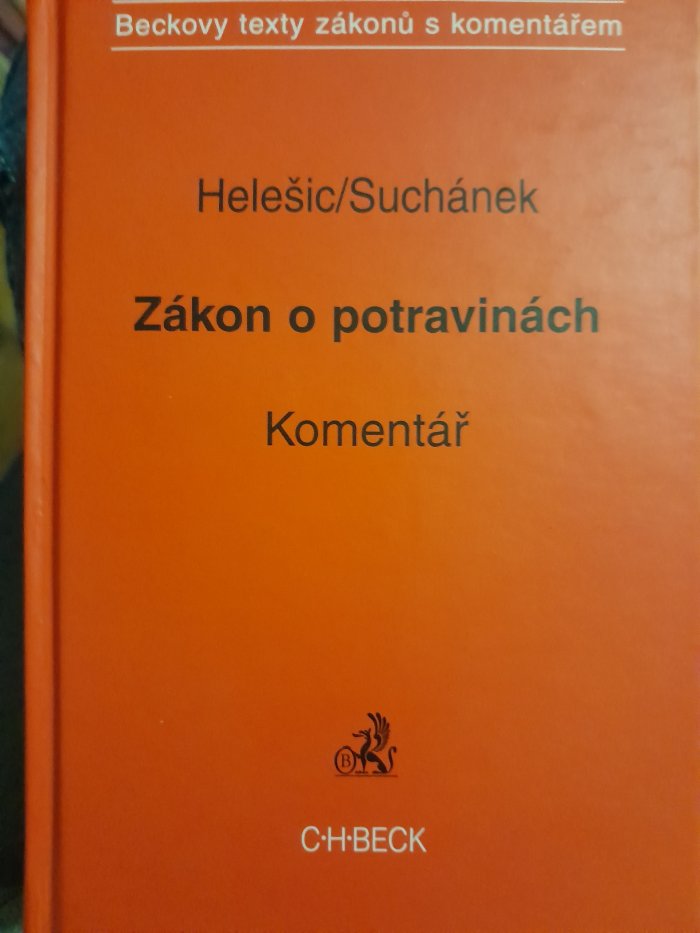 Beckovy texty zákonů s komentářem
Helešic/Suchánek
Zákon o potravinách
Komentář
B
C·H·BECK